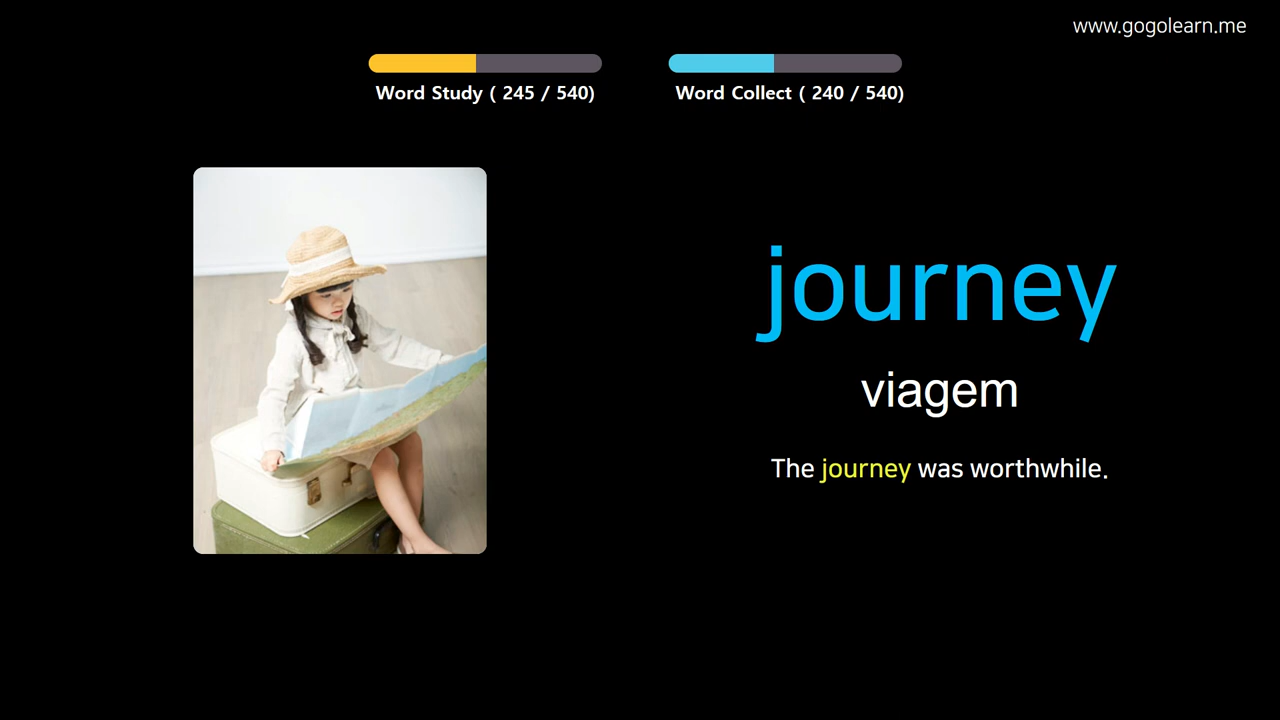 www.gogolearn.me
Word Study ( 245 / 540)
Word Collect ( 240 / 540)
journey
viagem
The journey was worthwhile.